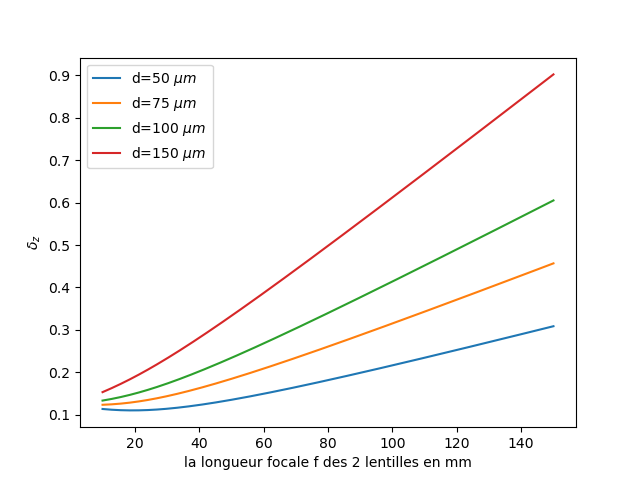 d=50 μm
d=75 μm
d=100 μm
d=150 μm
δz
0.9
0.8
0.7
0.6
0.5
0.4
0.3
0.2
0.1
20 40 60 80 100 120 140
la longueur focale f des 2 lentilles en mm